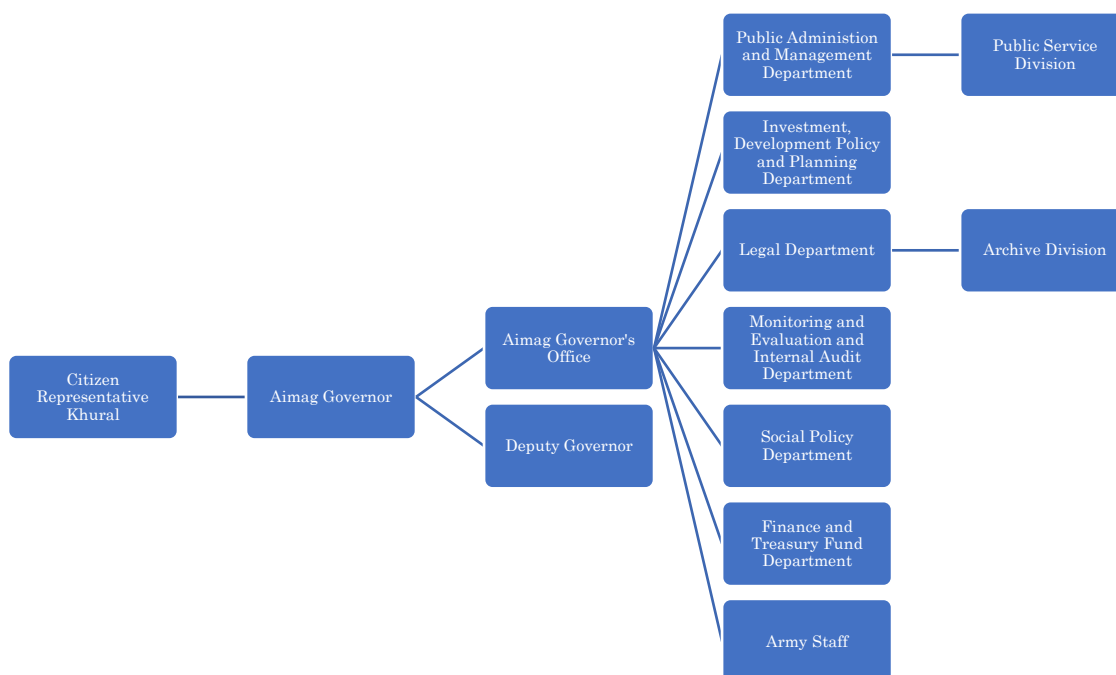 Citizen
Representative
Khural
Aimag Governor
Aimag Governor's
Office
Deputy Governor
Public Administion
and Management
Department
Investment,
Development Policy
and Planning
Department
Legal Department
Monitoring and
Evaluation and
Internal Audit
Department
Social Policy
Department
Finance and
Treasury Fund
Department
Army Staff
Public Service
Division
Archive Division